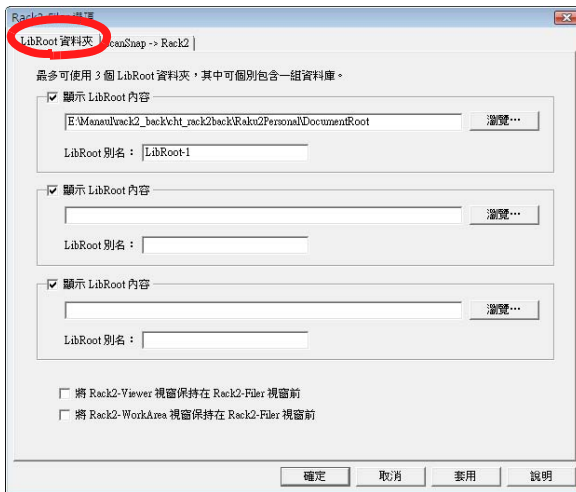 Rack2-Filer 選項
LibRoot 資料夾
ScanSnap -> Rack2
最多可使用 3 個 LibRoot 資料夾，其中可個別包含一組資料庫。
顯示 LibRoot 內容
E:\Manaul\rack2_back\cht_rack2back\Raku2Personal\DocumentRoot
瀏覽…
LibRoot 別名： LibRoot-1
顯示 LibRoot 內容
瀏覽…
LibRoot 別名：
顯示 LibRoot 內容
瀏覽…
LibRoot 別名：
將 Rack2-Viewer 視窗保持在 Rack2-Filer 視窗前
將 Rack2-WorkArea 視窗保持在 Rack2-Filer 視窗前
確定 取消 套用 說明